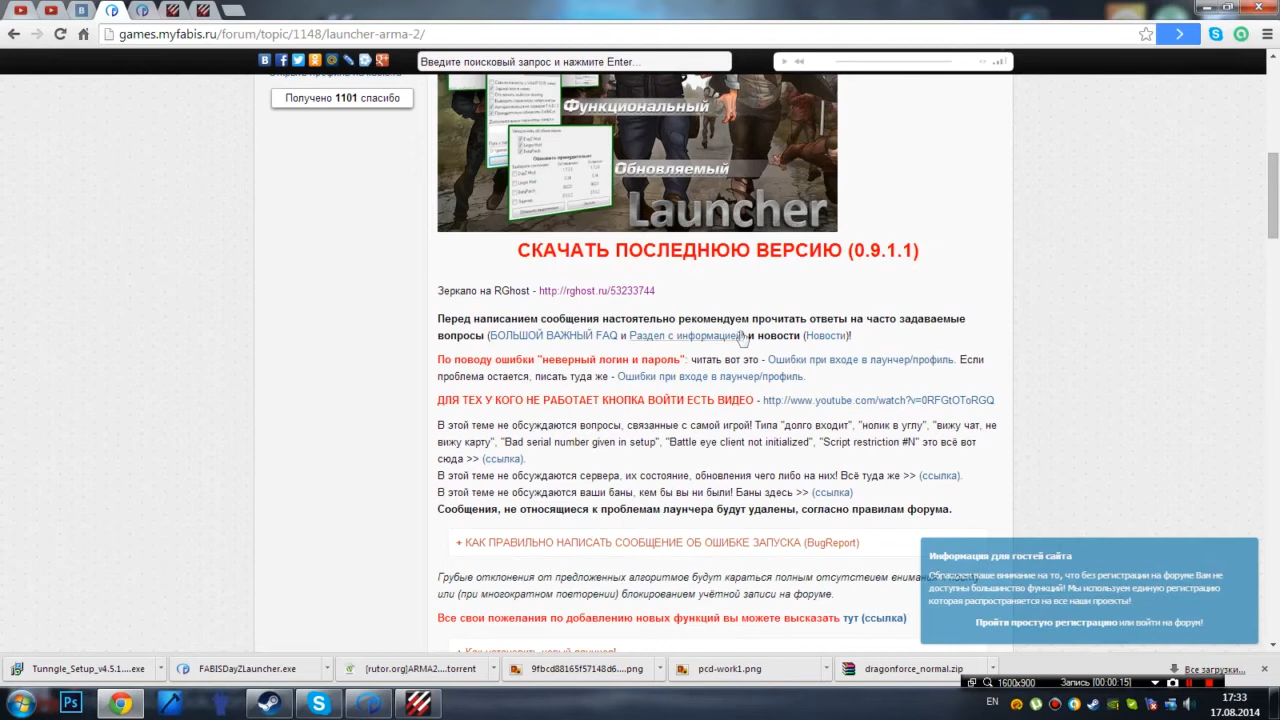 games.myfabis.ru/forum/topic/1148/launcher-arma-2/
Введите поисковый запрос и нажмите Enter...
Получено 1101 спасибо
Функциональный
Обновляемый
Launcher
СКАЧАТЬ ПОСЛЕДНЮЮ ВЕРСИЮ (0.9.1.1)
Зеркало на RGhost - http://rghost.ru/53233744
Перед написанием сообщения настоятельно рекомендуем прочитать ответы на часто задаваемые
вопросы (БОЛЬШОЙ ВАЖНЫЙ FAQ и Раздел с информацией) и новости (Новости)!
По поводу ошибки "неверный логин и пароль": читать вот это - Ошибки при входе в лаунчер/профиль. Если
проблема остается, писать туда же - Ошибки при входе в лаунчер/профиль.
ДЛЯ ТЕХ У КОГО НЕ РАБОТАЕТ КНОПКА ВОЙТИ ЕСТЬ ВИДЕО - http://www.youtube.com/watch?v=0RFGtOToRGQ
В этой теме не обсуждаются вопросы, связанные с самой игрой! Типа "долго входит", "нолик в углу", "вижу чат, не
вижу карту", "Bad serial number given in setup", "Battle eye client not initialized", "Script restriction #N" это всё вот
сюда >> (ссылка).
В этой теме не обсуждаются сервера, их состояние, обновления чего либо на них! Всё туда же >> (ссылка).
В этой теме не обсуждаются ваши баны, кем бы вы ни были! Баны здесь >> (ссылка)
Сообщения, не относящиеся к проблемам лаунчера будут удалены, согласно правилам форума.
+ КАК ПРАВИЛЬНО НАПИСАТЬ СООБЩЕНИЕ ОБ ОШИБКЕ ЗАПУСКА (BugReport)
Грубые отклонения от предложенных алгоритмов будут караться полным отсутствием
или (при многократном повторении) блокированием учётной записи на форуме.
Все свои пожелания по добавлению новых функций вы можете высказать тут (ссылка)
Информация для гостей сайта
Обращаем ваше внимание на то, что без регистрации на форуме Вам не
доступны большинство функций! Мы используем единую регистрацию
которая распространяется на все наши проекты!
Пройти простую регистрацию или войти на форум!
Tunngle_Setup_v4.5.1....exe
FABISDayZLauncher.exe
[rutor.org]ARMA2....torrent
9fbcd88165f57148d6....png
pcd-work1.png
dragonforce_normal.zip
Все загрузки...
1600x900
Запись [00:00:15]
EN
17:33
17.08.2014